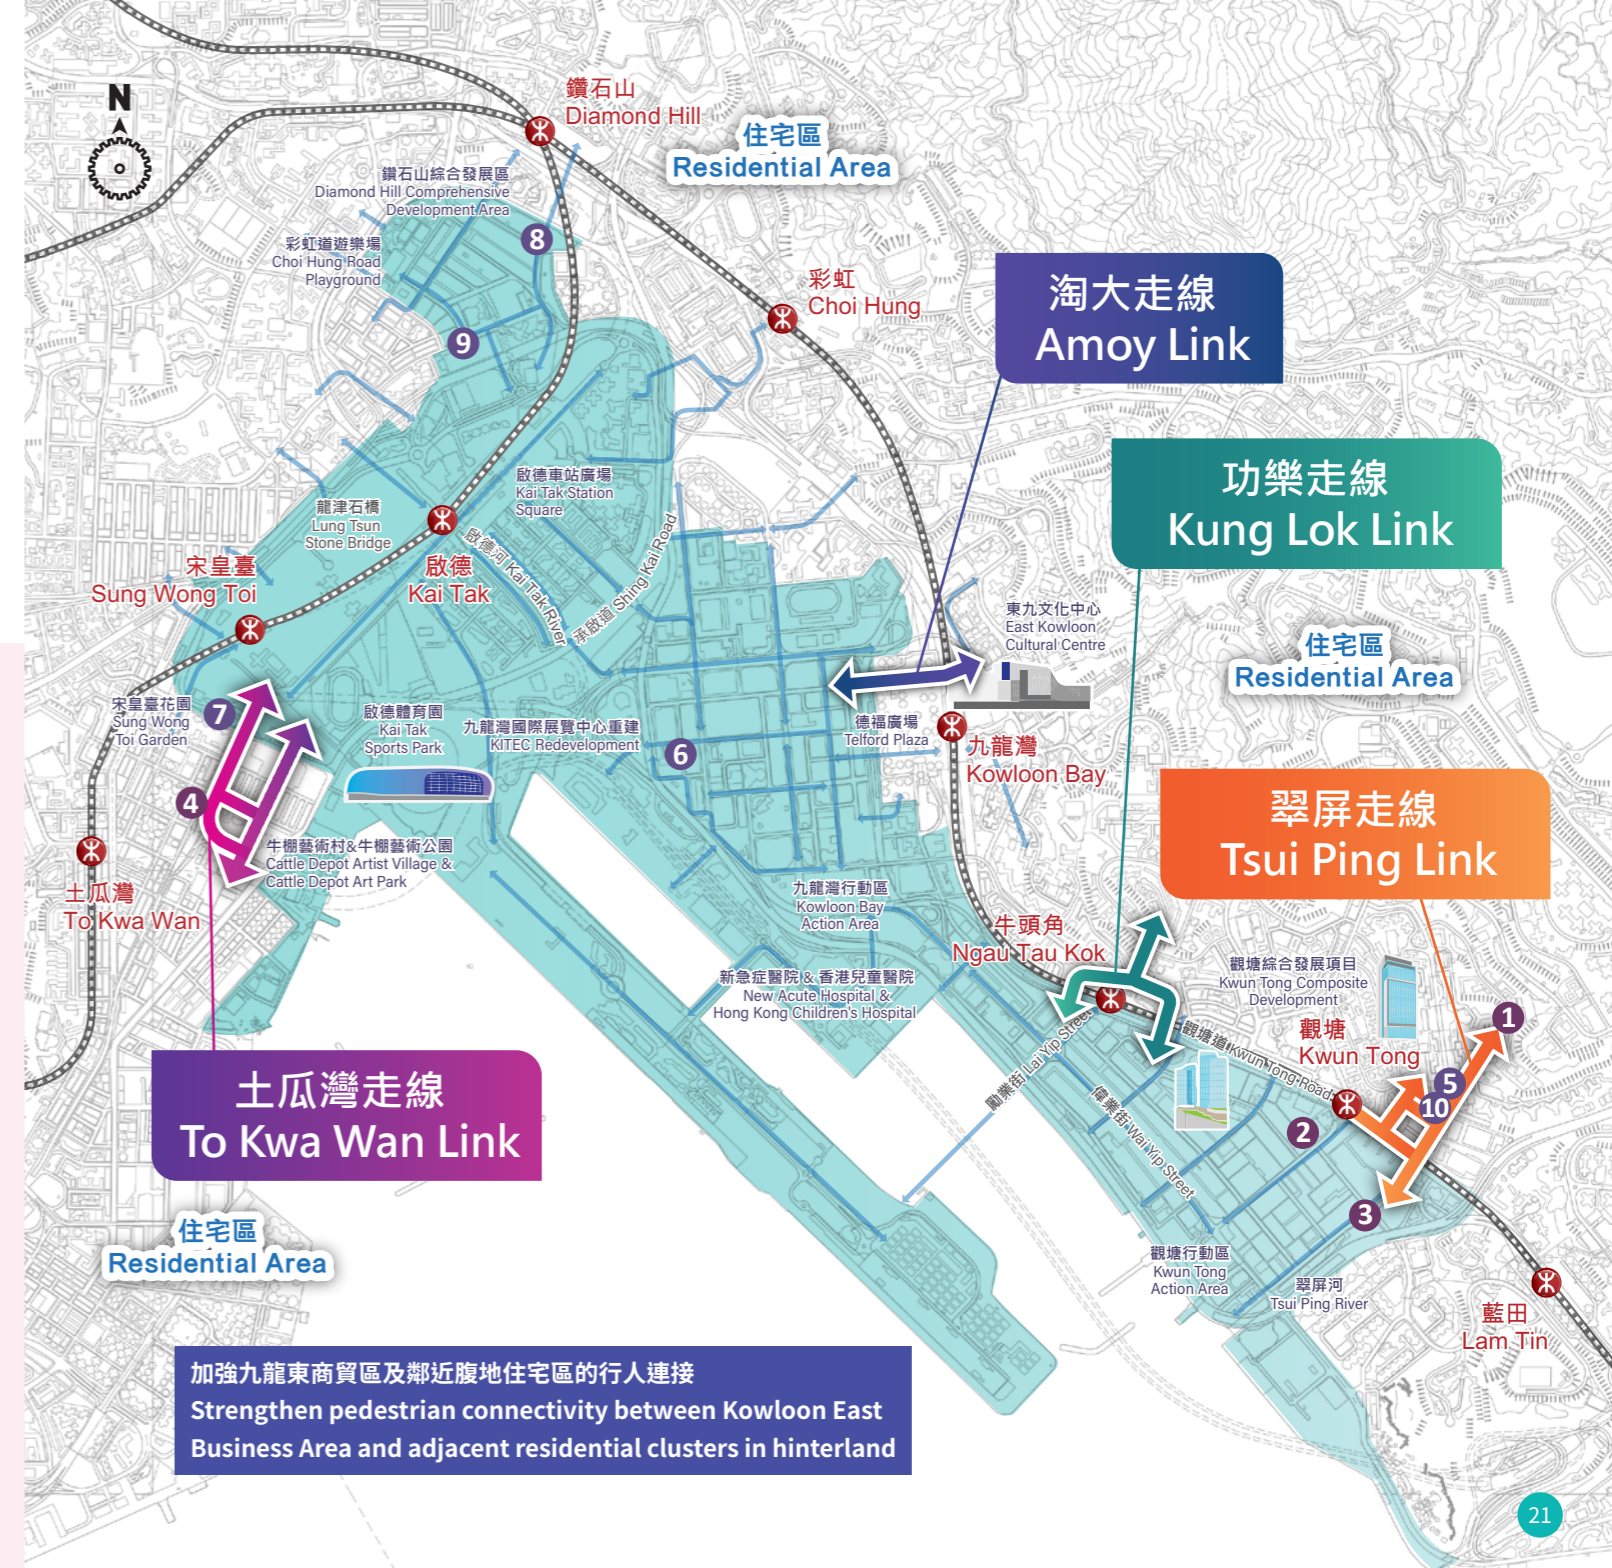 N
鑽石山
Diamond Hill
住宅區
Residential Area
鑽石山綜合發展區
Diamond Hill Comprehensive
Development Area
8
彩虹道遊樂場
Choi Hung Road
Playground
彩虹
Choi Hung
9
淘大走線
Amoy Link
功樂走線
Kung Lok Link
啟德車站廣場
Kai Tak Station
Square
龍津石橋
Lung Tsun
Stone Bridge
宋皇臺
Sung Wong Toi
啟德
Kai Tak
啟德河 Kai Tak River
承啟道 Shing Kai Road
東九文化中心
East Kowloon
Cultural Centre
住宅區
Residential Area
宋皇臺花園
Sung Wong
Toi Garden
7
啟德體育園
Kai Tak
Sports Park
九龍灣國際展覽中心重建
KITEC Redevelopment
6
德福廣場
Telford Plaza
九龍灣
Kowloon Bay
翠屏走線
Tsui Ping Link
4
牛棚藝術村&牛棚藝術公園
Cattle Depot Artist Village &
Cattle Depot Art Park
土瓜灣
To Kwa Wan
九龍灣行動區
Kowloon Bay
Action Area
牛頭角
Ngau Tau Kok
新急症醫院 & 香港兒童醫院
New Acute Hospital &
Hong Kong Children's Hospital
觀塘綜合發展項目
Kwun Tong Composite
Development
觀塘
Kwun Tong
1
勵業街 Lai Yip Street
觀塘道 Kwun Tong Road
偉業街 Wai Yip Street
5
10
2
3
土瓜灣走線
To Kwa Wan Link
住宅區
Residential Area
觀塘行動區
Kwun Tong
Action Area
翠屏河
Tsui Ping River
藍田
Lam Tin
加強九龍東商貿區及鄰近腹地住宅區的行人連接
Strengthen pedestrian connectivity between Kowloon East
Business Area and adjacent residential clusters in hinterland
21